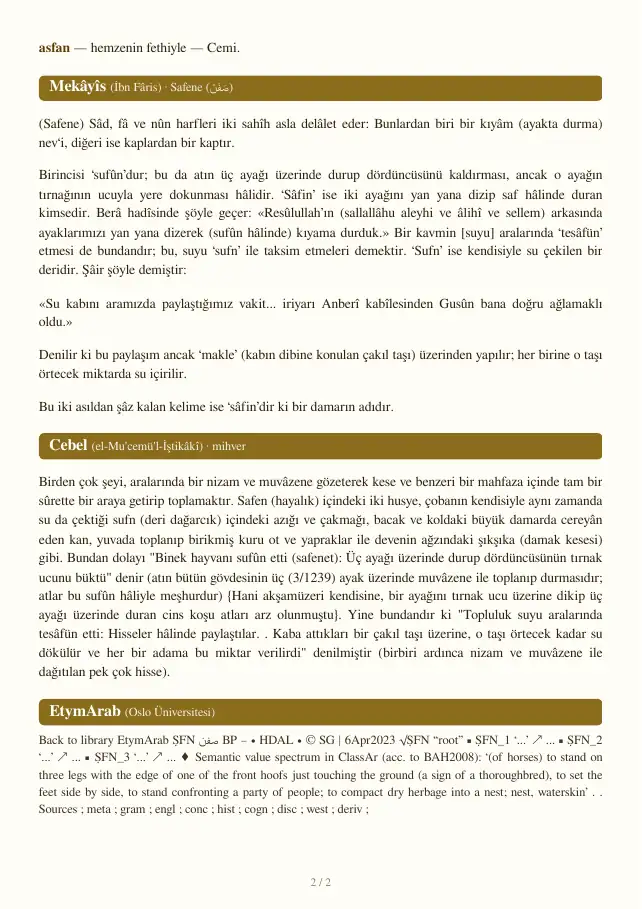 asfan — hemzenin fethiyle — Cemi.
Mekâyîs (İbn Fâris) · Safene (صَفَنَ)
(Safene) Sâd, fâ ve nûn harfleri iki sahîh asla delâlet eder: Bunlardan biri bir kıyâm (ayakta durma)
nev‘i, diğeri ise kaplardan bir kaptır.
Birincisi ‘sufûn’dur; bu da atın üç ayağı üzerinde durup dördüncüsünü kaldırması, ancak o ayağın
tırnağının ucuyla yere dokunması hâlidir. ‘Sâfin’ ise iki ayağını yan yana dizip saf hâlinde duran
kimsedir. Berâ hadîsinde şöyle geçer: «Resûlullah’ın (sallallâhu aleyhi ve âlihî ve sellem) arkasında
ayaklarımızı yan yana dizerek (sufûn hâlinde) kıyama durduk.» Bir kavmin [suyu] aralarında ‘tesâfün’
etmesi de bundandır; bu, suyu ‘sufn’ ile taksim etmeleri demektir. ‘Sufn’ ise kendisiyle su çekilen bir
deridir. Şâir şöyle demiştir:
«Su kabını aramızda paylaştığımız vakit... iriyarı Anberî kabîlesinden Gusûn bana doğru ağlamaklı
oldu.»
Denilir ki bu paylaşım ancak ‘makle’ (kabın dibine konulan çakıl taşı) üzerinden yapılır; her birine o taşı
örtecek miktarda su içirilir.
Bu iki asıldan şâz kalan kelime ise ‘sâfin’dir ki bir damarın adıdır.
Cebel (el-Mu'cemü'l-İştikâkî) · mihver
Birden çok şeyi, aralarında bir nizam ve muvâzene gözeterek kese ve benzeri bir mahfaza içinde tam bir
sûrette bir araya getirip toplamaktır. Safen (hayalık) içindeki iki husye, çobanın kendisiyle aynı zamanda
su da çektiği sufn (deri dağarcık) içindeki azığı ve çakmağı, bacak ve koldaki büyük damarda cereyân
eden kan, yuvada toplanıp birikmiş kuru ot ve yapraklar ile devenin ağzındaki şıkşıka (damak kesesi)
gibi. Bundan dolayı "Binek hayvanı sufûn etti (safenet): Üç ayağı üzerinde durup dördüncüsünün tırnak
ucunu büktü" denir (atın bütün gövdesinin üç (3/1239) ayak üzerinde muvâzene ile toplanıp durmasıdır;
atlar bu sufûn hâliyle meşhurdur) {Hani akşamüzeri kendisine, bir ayağını tırnak ucu üzerine dikip üç
ayağı üzerinde duran cins koşu atları arz olunmuştu}. Yine bundandır ki "Topluluk suyu aralarında
tesâfün etti: Hisseler hâlinde paylaştılar. . Kaba attıkları bir çakıl taşı üzerine, o taşı örtecek kadar su
dökülür ve her bir adama bu miktar verilirdi" denilmiştir (birbiri ardınca nizam ve muvâzene ile
dağıtılan pek çok hisse).
EtymArab (Oslo Üniversitesi)
Back to library EtymArab ṢFN صفن BP – • HDAL • © SG | 6Apr2023 √ṢFN “root” ▪ ṢFN_1 ‘...’ ↗ ... ▪ ṢFN_2
‘...’ ↗ ... ▪ ṢFN_3 ‘...’ ↗ ... ♦ Semantic value spectrum in ClassAr (acc. to BAH2008): ‘(of horses) to stand on
three legs with the edge of one of the front hoofs just touching the ground (a sign of a thoroughbred), to set the
feet side by side, to stand confronting a party of people; to compact dry herbage into a nest; nest, waterskin’ . .
Sources ; meta ; gram ; engl ; conc ; hist ; cogn ; disc ; west ; deriv ;
2 / 2